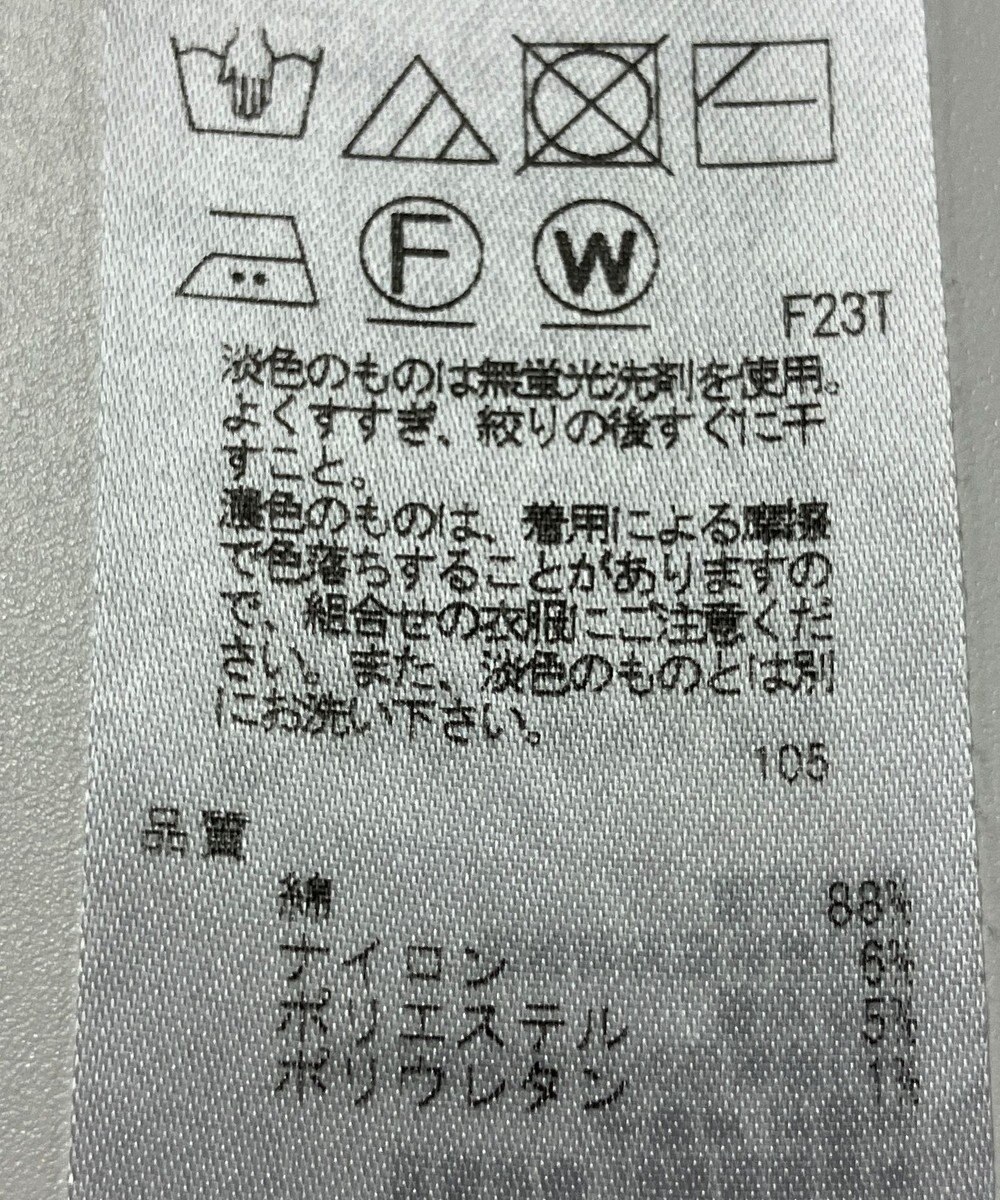 F W
F23T
淡色のものは無蛍光洗剤を使用。
よくすすぎ、絞りの後すぐに干
すこと。
濃色のものは、着用による摩擦
で色落ちすることがありますの
で、組合せの衣服にご注意くだ
さい。また、淡色のものとは別
にお洗い下さい。
105
品質
綿 88%
ナイロン 6%
ポリエステル 5%
ポリウレタン 1%